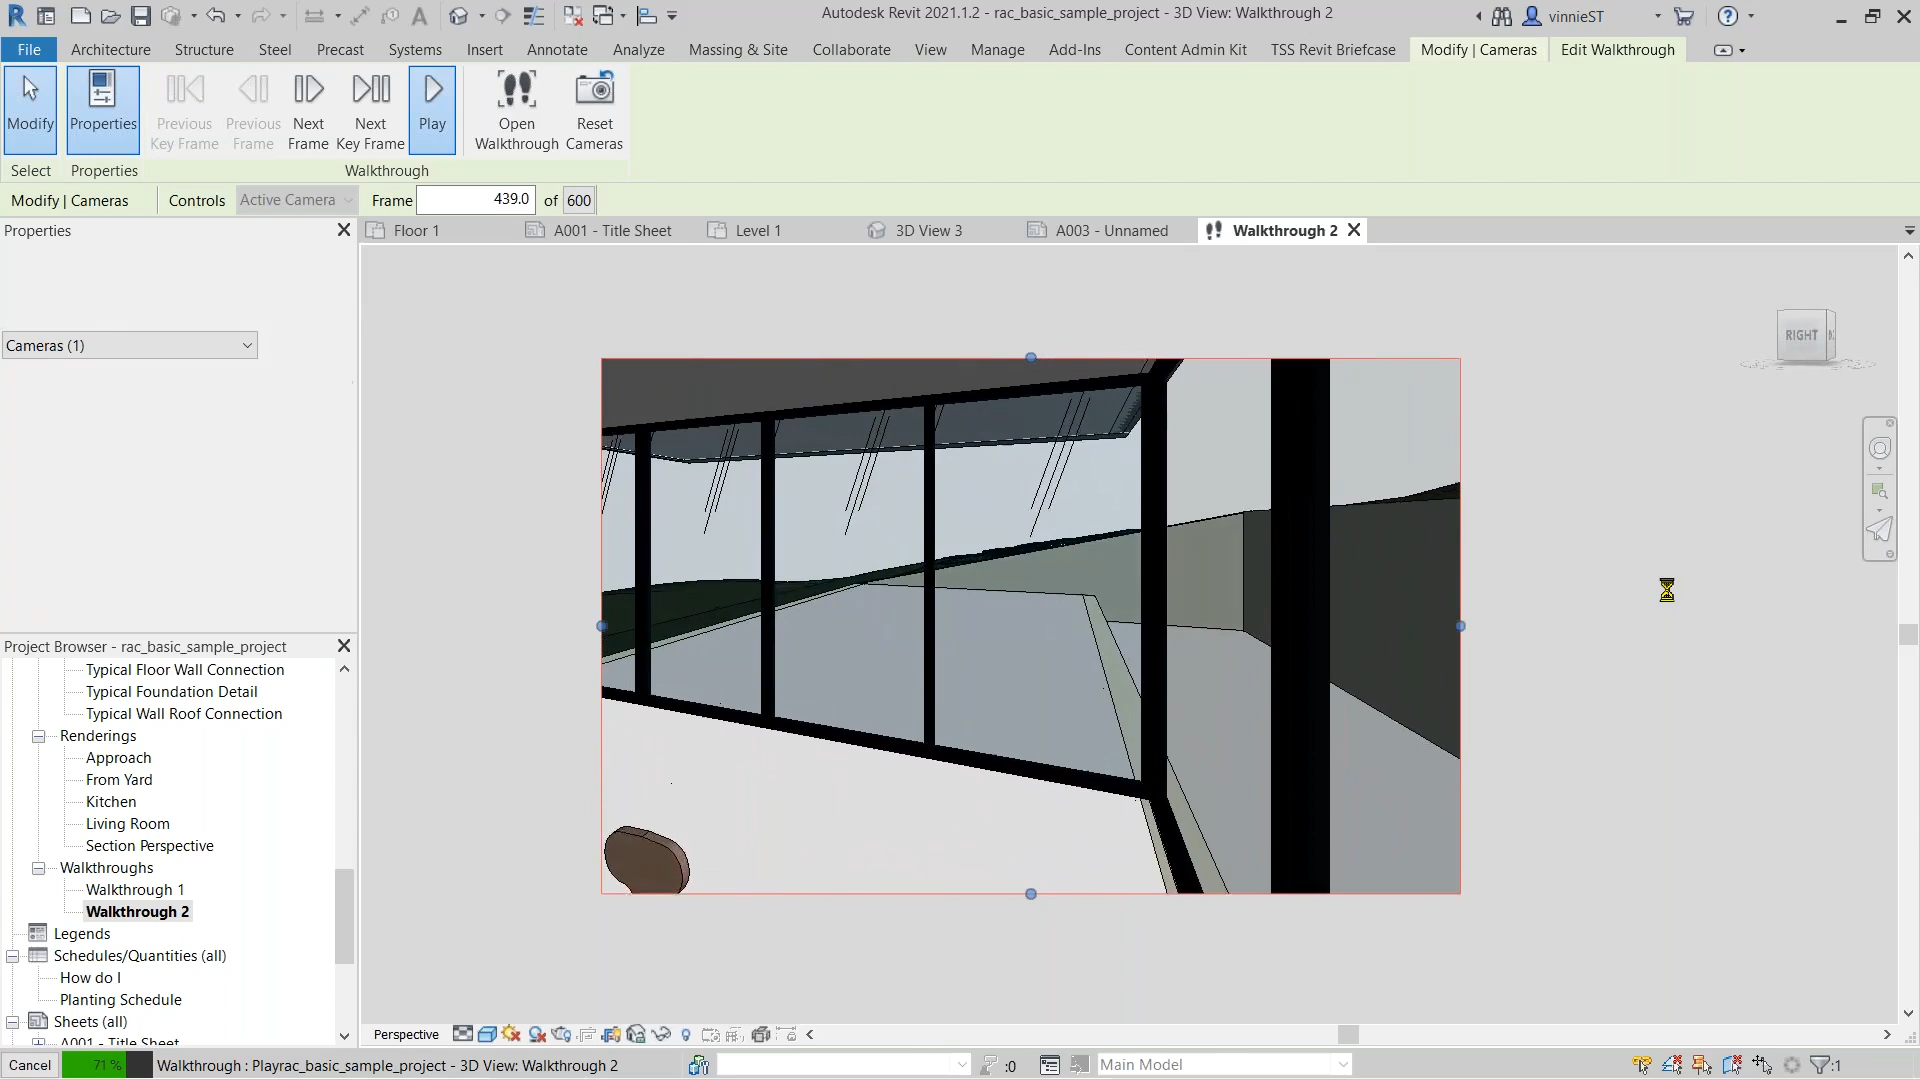 Autodesk Revit 2021.1.2 - rac_basic_sample_project - 3D View: Walkthrough 2
vinnieST
File Architecture Structure Steel Precast Systems Insert Annotate Analyze Massing & Site Collaborate View Manage Add-Ins Content Admin Kit TSS Revit Briefcase Modify | Cameras Edit Walkthrough
Modify Properties Previous Key Frame Previous Frame Next Frame Next Key Frame Play Open Walkthrough Reset Cameras
Select Properties Walkthrough
Modify | Cameras Controls Active Camera Frame 439.0 of 600
Properties
Floor 1 A001 - Title Sheet Level 1 3D View 3 A003 - Unnamed Walkthrough 2
RIGHT
Cameras (1)
Project Browser - rac_basic_sample_project
Typical Floor Wall Connection
Typical Foundation Detail
Typical Wall Roof Connection
Renderings
Approach
From Yard
Kitchen
Living Room
Section Perspective
Walkthroughs
Walkthrough 1
Walkthrough 2
Legends
Schedules/Quantities (all)
How do I
Planting Schedule
Sheets (all)
A001 - Title Sheet
Perspective
Cancel 71 % Walkthrough : Playrac_basic_sample_project - 3D View: Walkthrough 2 :0 Main Model :1